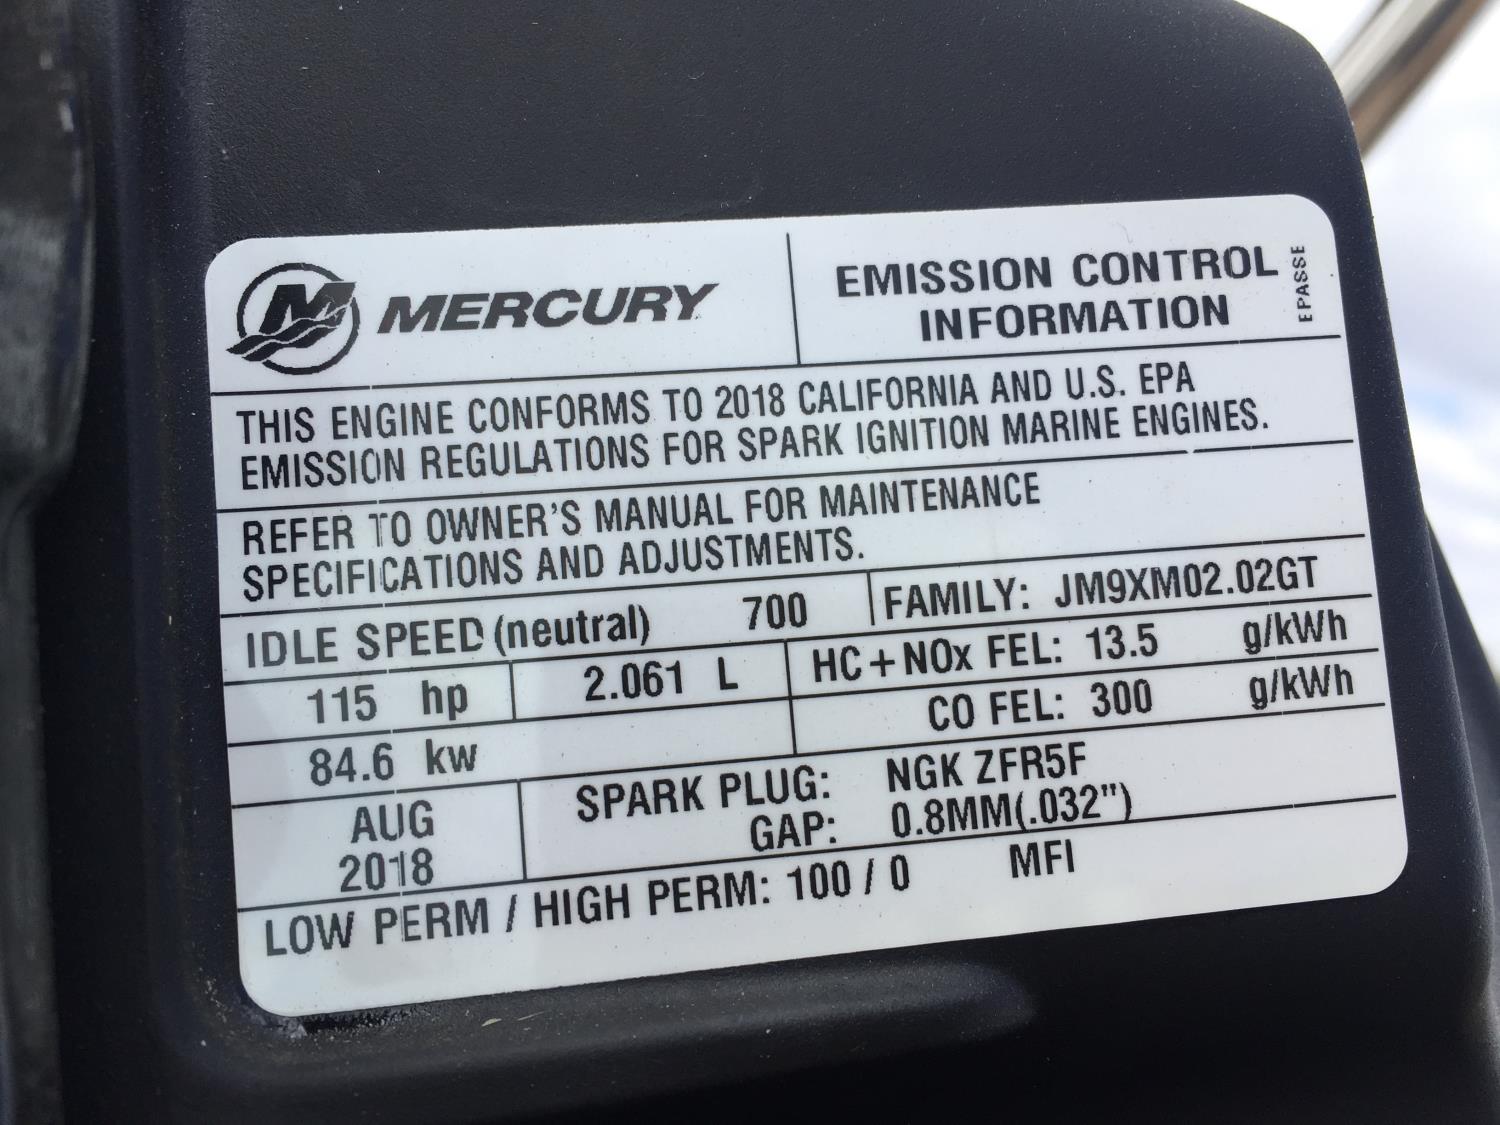 MERCURY
EMISSION CONTROL
INFORMATION
EPASSE
THIS ENGINE CONFORMS TO 2018 CALIFORNIA AND U.S. EPA
EMISSION REGULATIONS FOR SPARK IGNITION MARINE ENGINES.
REFER TO OWNER'S MANUAL FOR MAINTENANCE
SPECIFICATIONS AND ADJUSTMENTS.
IDLE SPEED (neutral) 700
FAMILY: JM9XM02.02GT
115 hp
2.061 L
HC+NOx FEL: 13.5 g/kWh
84.6 kw
CO FEL: 300 g/kWh
AUG
2018
SPARK PLUG: NGK ZFR5F
GAP: 0.8MM(.032")
LOW PERM / HIGH PERM: 100 / 0 MFI